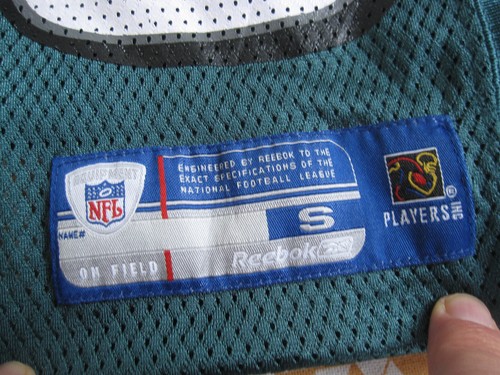 EQUIPMENT
NFL
ENGINEERED BY REEBOK TO THE
EXACT SPECIFICATIONS OF THE
NATIONAL FOOTBALL LEAGUE
NAME#
S
ON FIELD
Reebok
PLAYERS INC
®